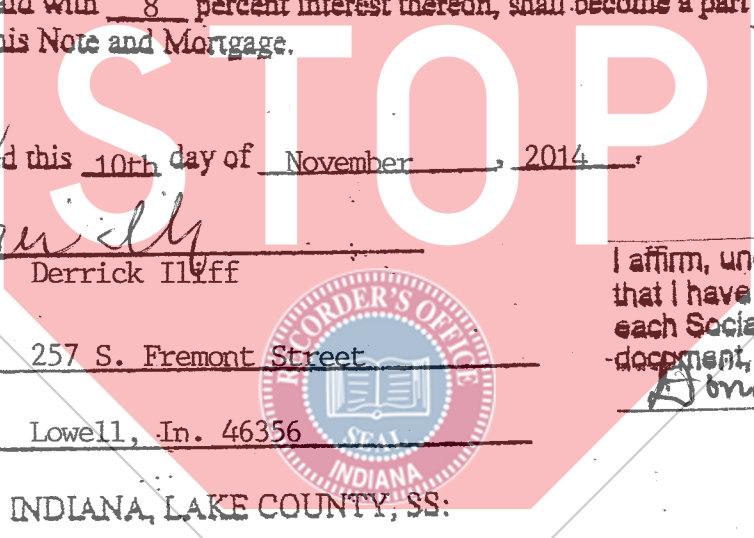 aid with 8 percent interest thereon, shall become a part
his Note and Mortgage.
STOP
d this 10th day of November, 2014.
Derrick Iliff
I affirm, un
that I have
each Socia
document,
257 S. Fremont Street
Lowell, In. 46356
RECORDER'S OFFICE
SEAL
INDIANA
INDIANA, LAKE COUNTY, SS: